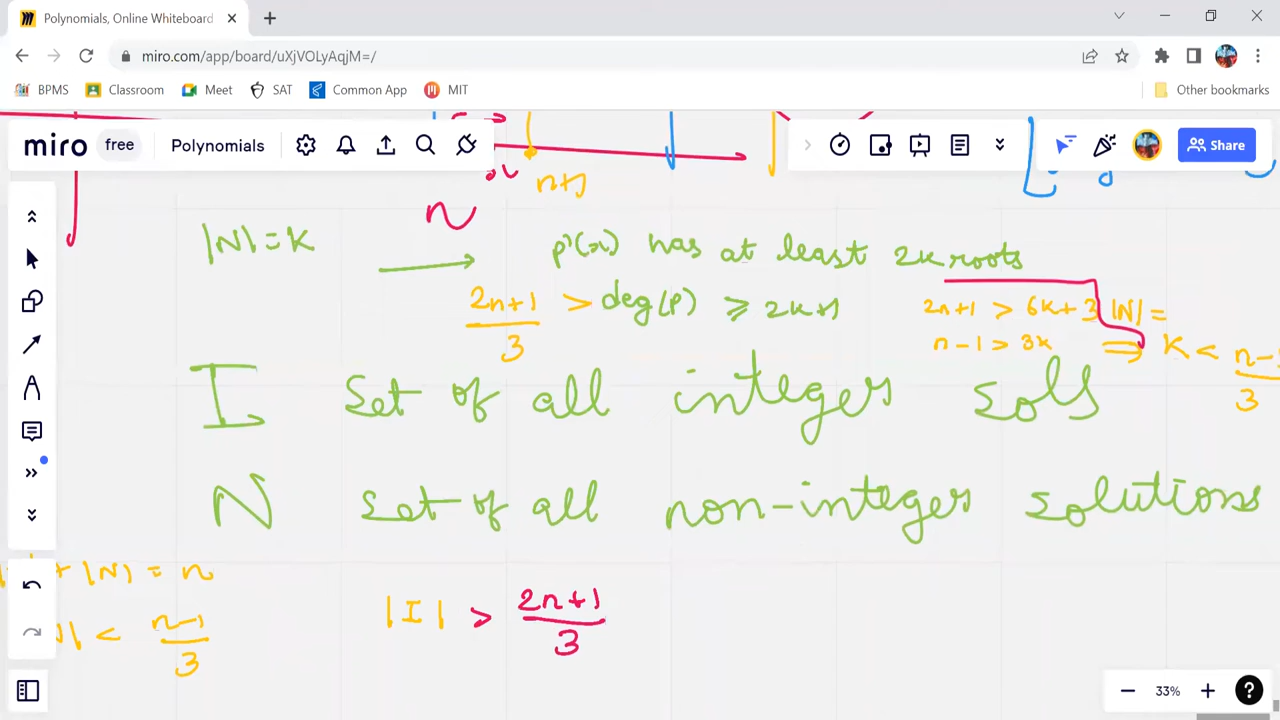 Polynomials, Online Whiteboard
miro.com/app/board/uXjVOLyAqjM=/
BPMS Classroom Meet SAT Common App MIT Other bookmarks
miro free Polynomials Share
n+1
n
|N| = K → p'(x) has at least 2k roots
2n+1/3 > deg(P) ⩾ 2k+1
2n+1 > 6k+3 |N| =
n-1 > 3k ⇒ K < n-
3
I Set of all integers sols
N set of all non-integer solutions
+ |N| = n
| < n-1/3
|I| > 2n+1/3
33%